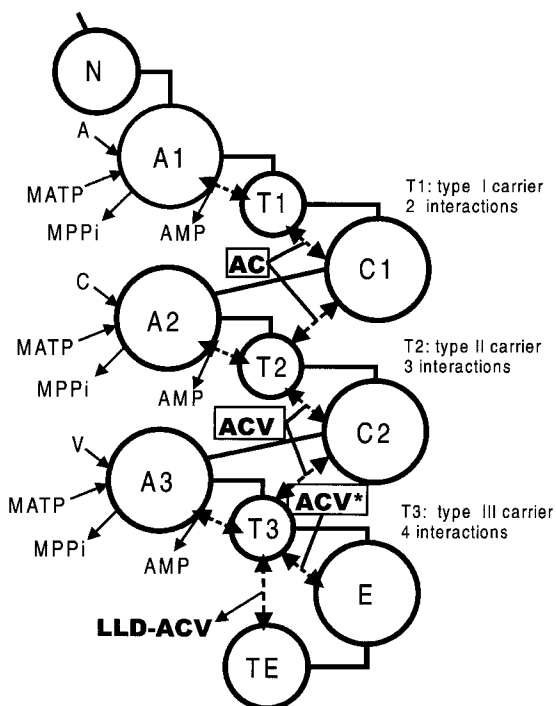 N
A
A1
MATP
MPPi
AMP
T1
T1: type I carrier
2 interactions
AC
C1
C
A2
MATP
MPPi
AMP
T2
T2: type II carrier
3 interactions
ACV
C2
V
A3
MATP
MPPi
AMP
ACV*
T3
T3: type III carrier
4 interactions
E
LLD-ACV
TE